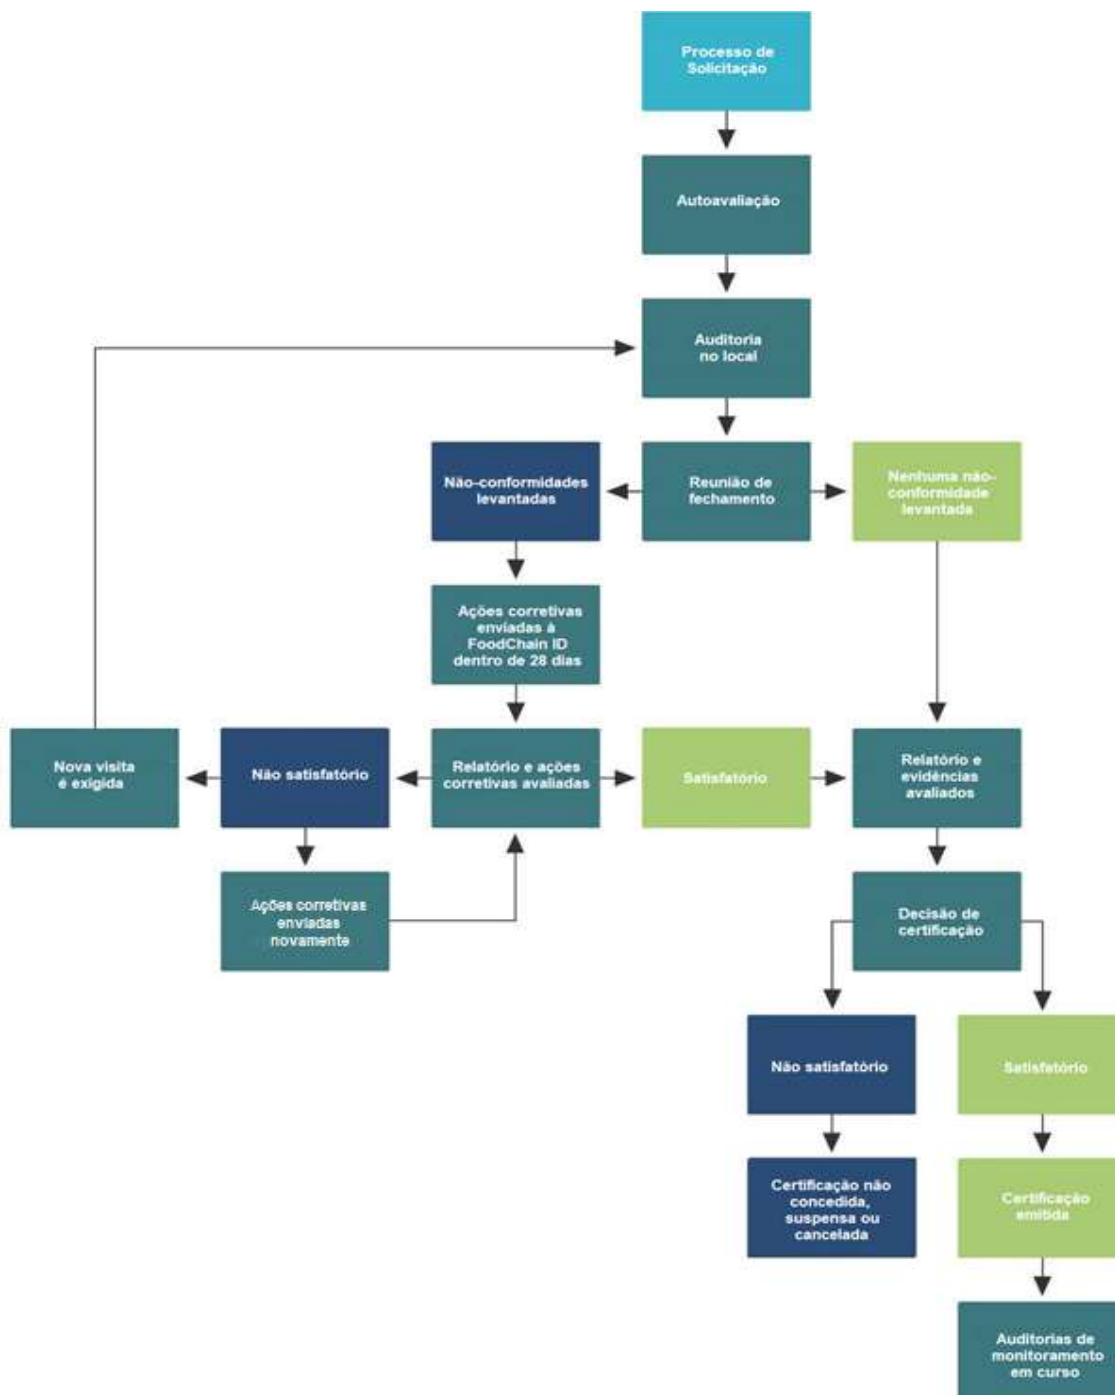 Processo de
Solicitação
Autoavaliação
Auditoria
no local
Não-conformidades
levantadas
Reunião de
fechamento
Nenhuma não-
conformidade
levantada
Ações corretivas
enviadas à
FoodChain ID
dentro de 28 dias
Nova visita
é exigida
Não satisfatório
Relatório e ações
corretivas avaliadas
Satisfatório
Relatório e
evidências
avaliados
Ações corretivas
enviadas
novamente
Decisão de
certificação
Não satisfatório
Satisfatório
Certificação não
concedida,
suspensa ou
cancelada
Certificação
emitida
Auditorias de
monitoramento
em curso